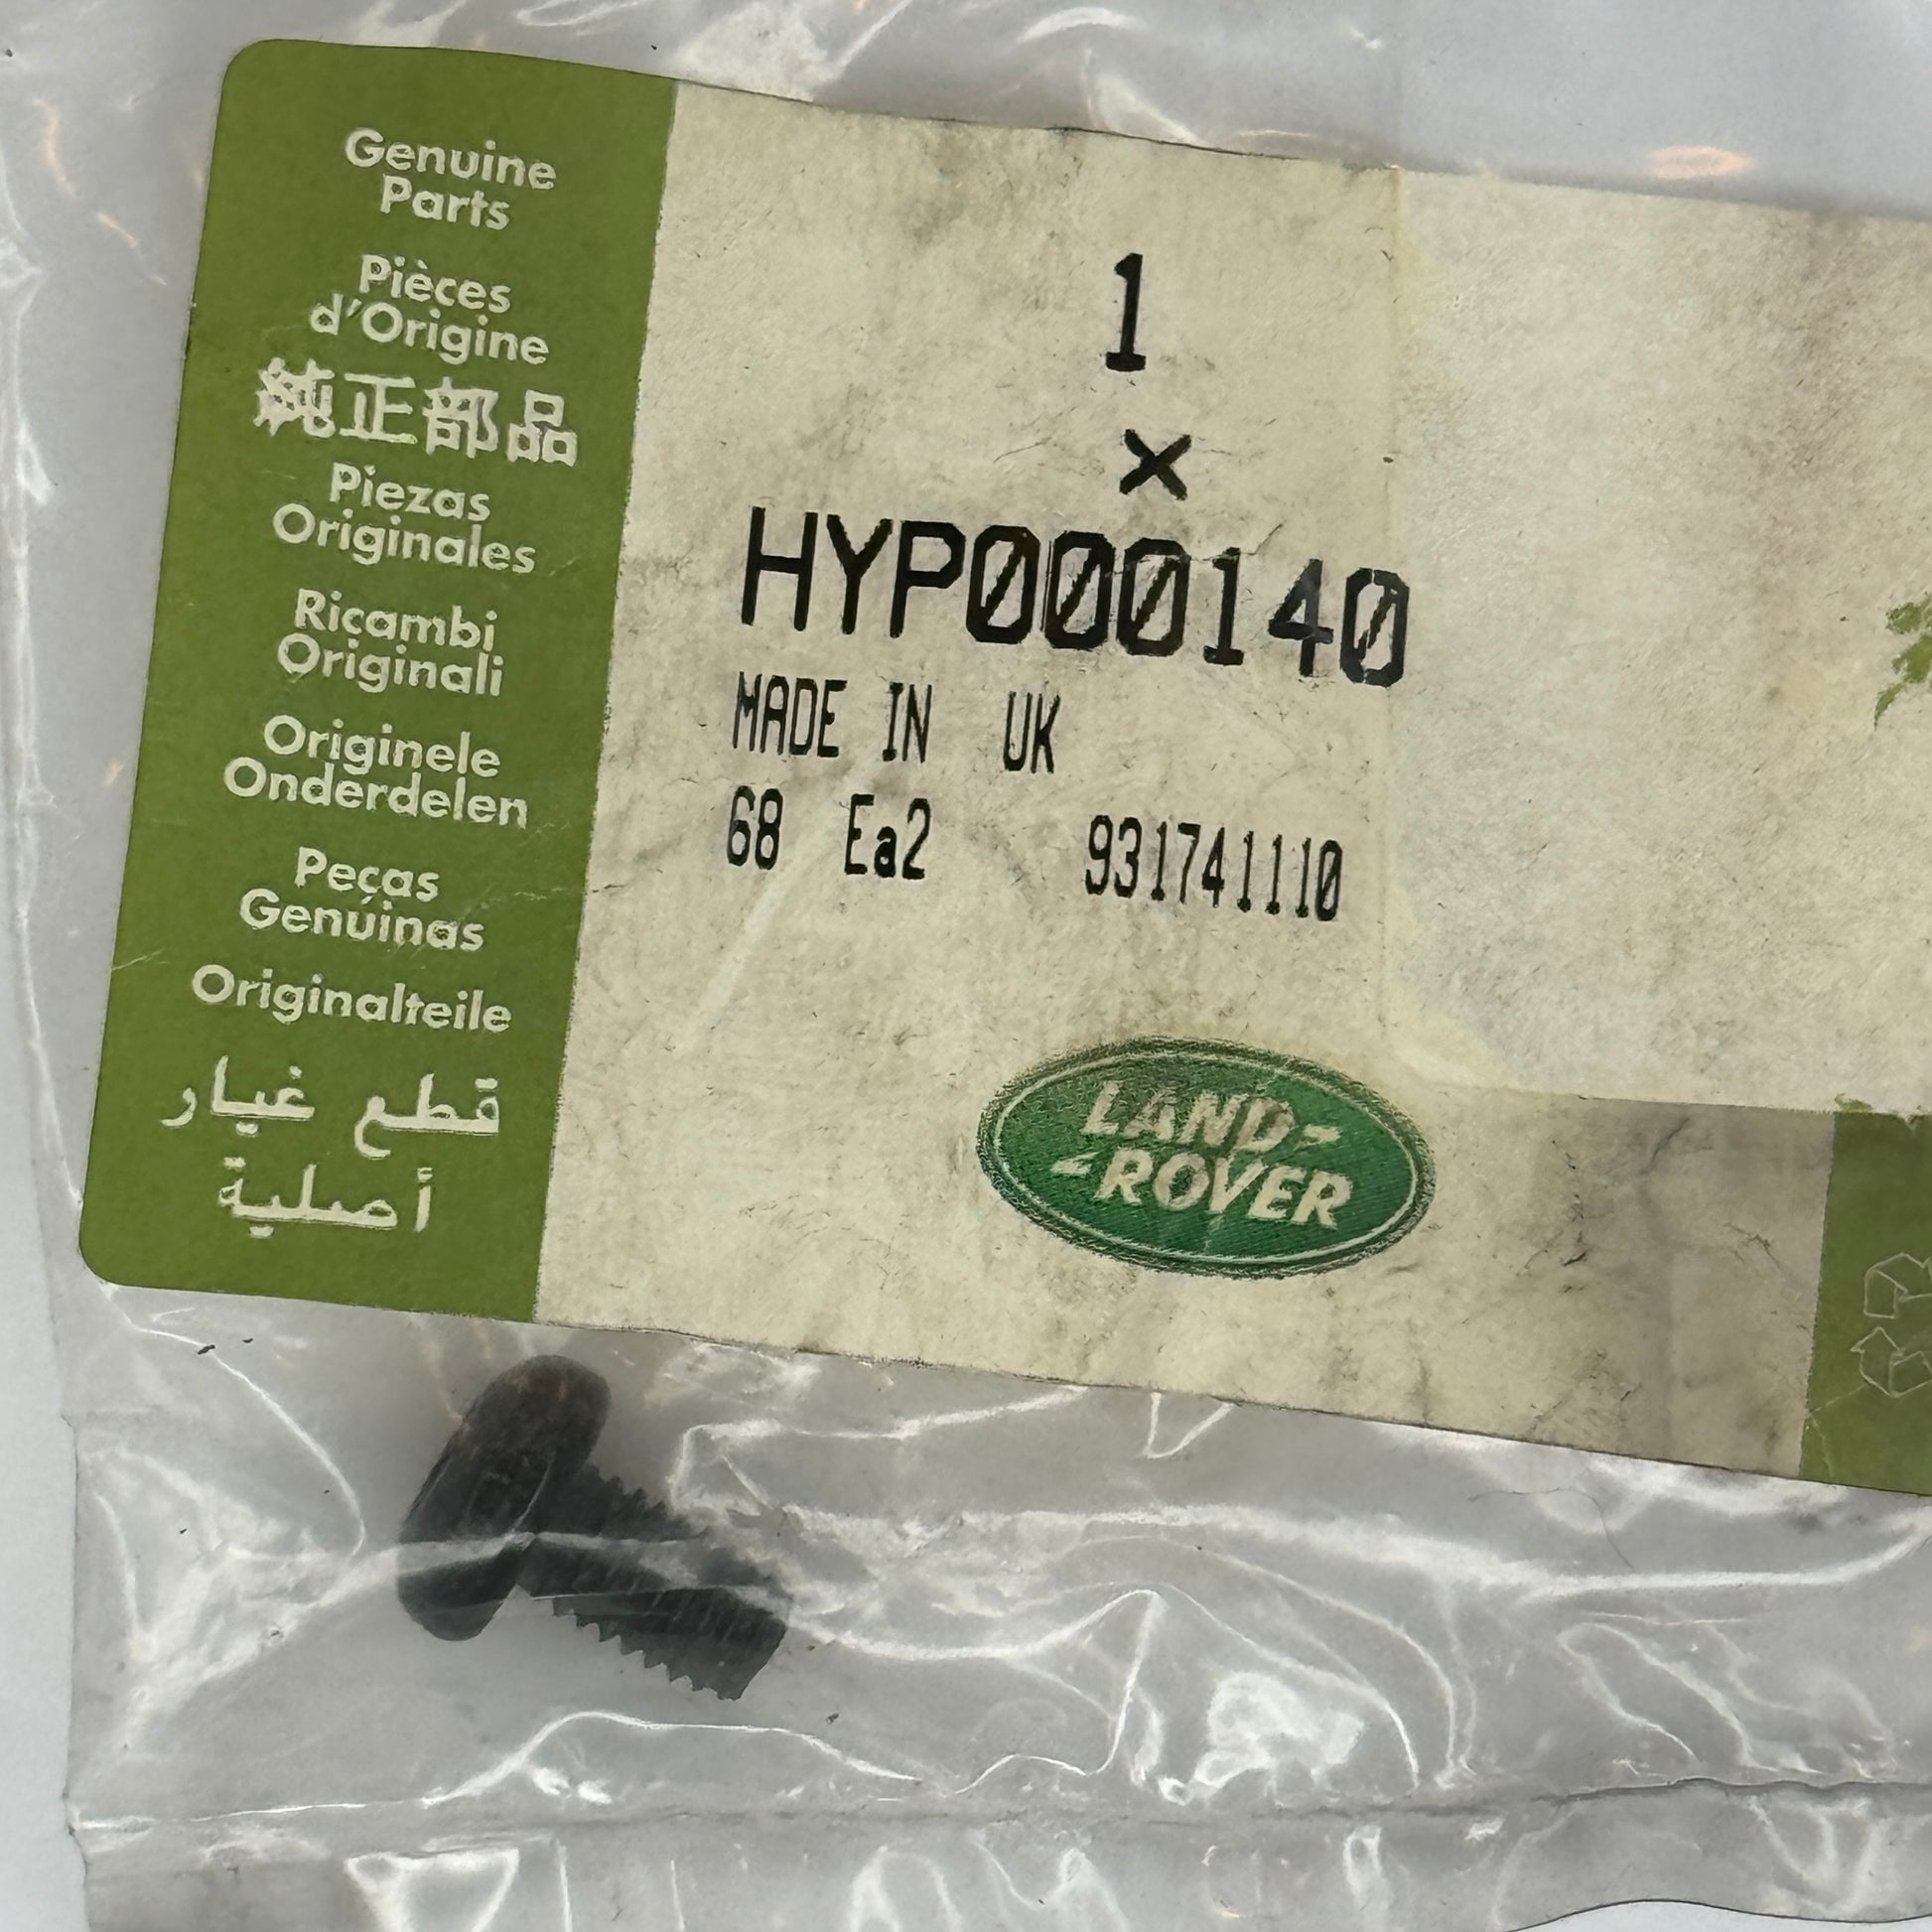 Genuine
Parts
Pièces
d'Origine
純正部品
Piezas
Originales
Ricambi
Originali
Originele
Onderdelen
Peças
Genuínas
Originalteile
قطع غيار
أصلية
1
×
HYP000140
MADE IN UK
68 Ea2 931741110
LAND-
-ROVER